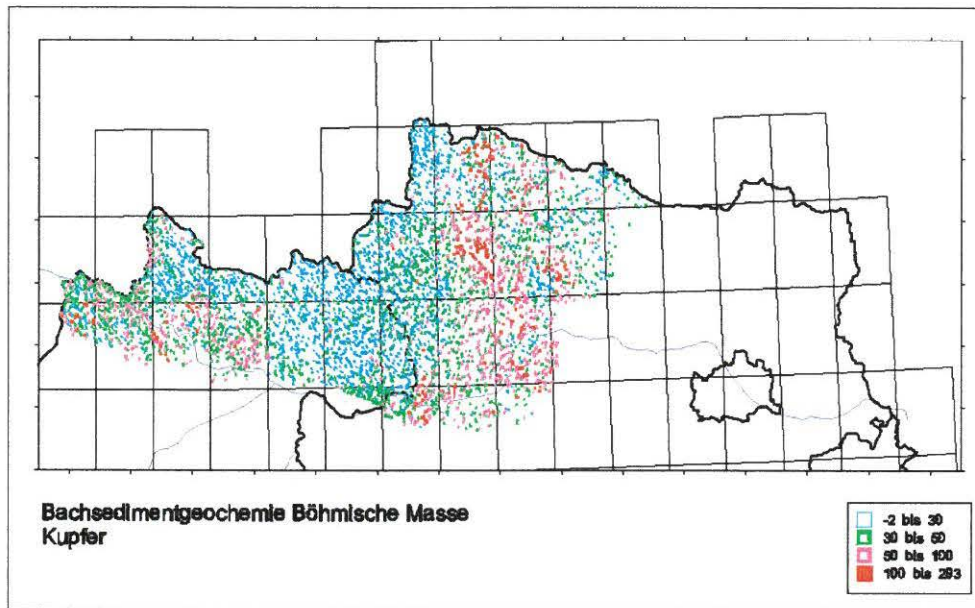 Bachsedimentgeochemie Böhmische Masse
Kupfer
-2 bis 30
30 bis 50
50 bis 100
100 bis 293